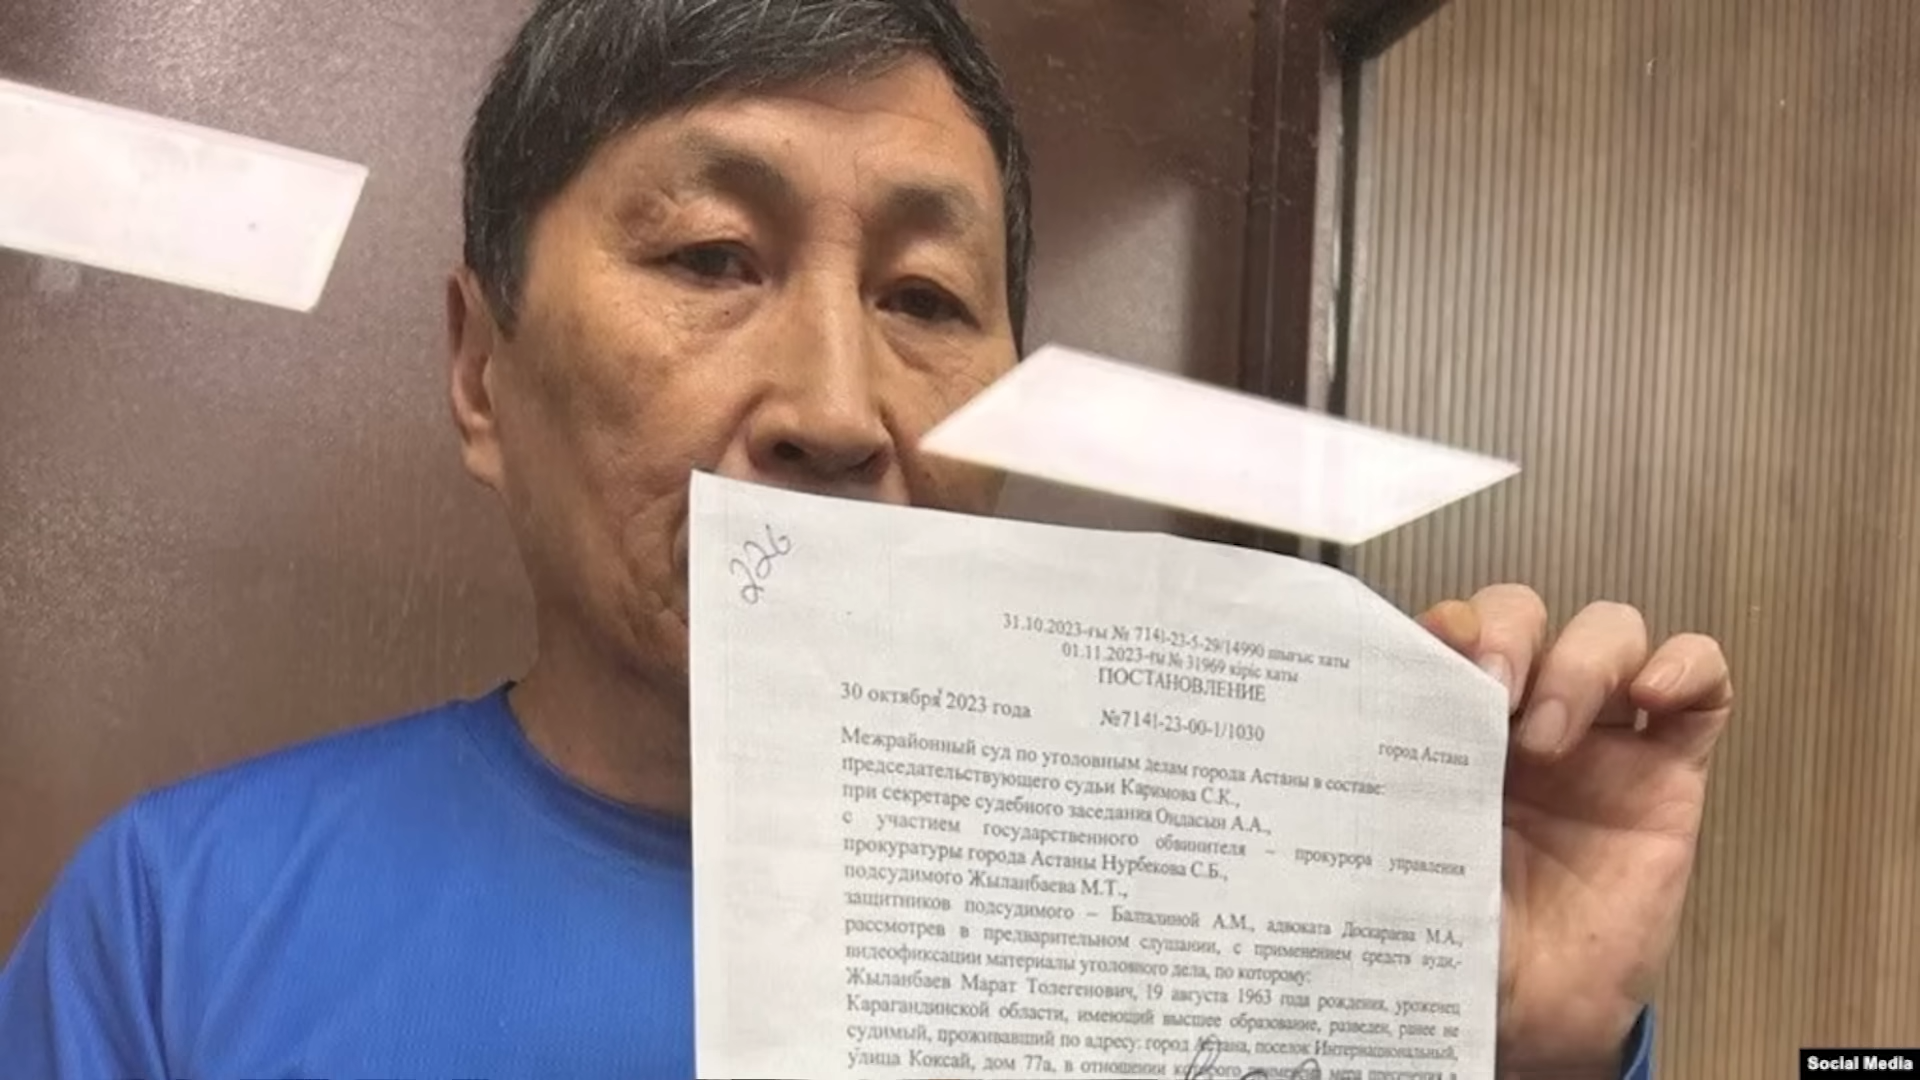 226
31.10.2023-ғы № 7141-23-5-29/14990 шығыс хаты
01.11.2023-ғы № 31969 кіріс хаты
ПОСТАНОВЛЕНИЕ
30 октября 2023 года №7141-23-00-1/1030 город Астана
Межрайонный суд по уголовным делам города Астаны в составе:
председательствующего судьи Каримова С.К.,
при секретаре судебного заседания Оңдасын А.А.,
с участием государственного обвинителя – прокурора управления
прокуратуры города Астаны Нурбекова С.Б.,
подсудимого Жыланбаева М.Т.,
защитников подсудимого – Балталиной А.М., адвоката Доскараева М.А.,
рассмотрев в предварительном слушании, с применением средств ауди,-
видеофиксации материалы уголовного дела, по которому:
Жыланбаев Марат Толегенович, 19 августа 1963 года рождения, уроженец
Карагандинской области, имеющий высшее образование, разведен, ранее не
судимый, проживавший по адресу: город Астана, поселок Интернациональный,
улица Коксай, дом 77а, в отношении которого мера
Social Media